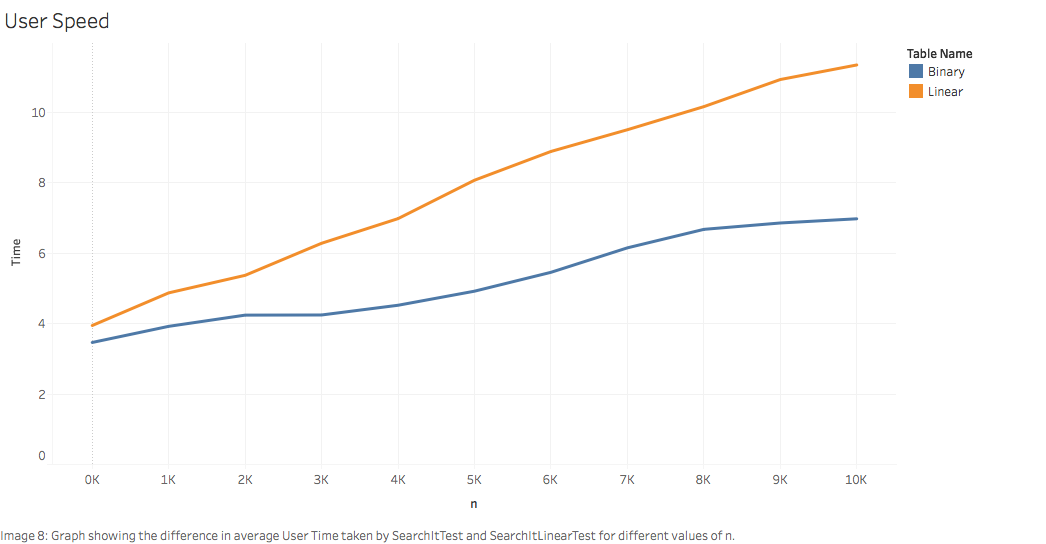 User Speed
Table Name
Binary
Linear
10
8
6
4
2
0
Time
0K 1K 2K 3K 4K 5K 6K 7K 8K 9K 10K
n
Image 8: Graph showing the difference in average User Time taken by SearchItTest and SearchItLinearTest for different values of n.